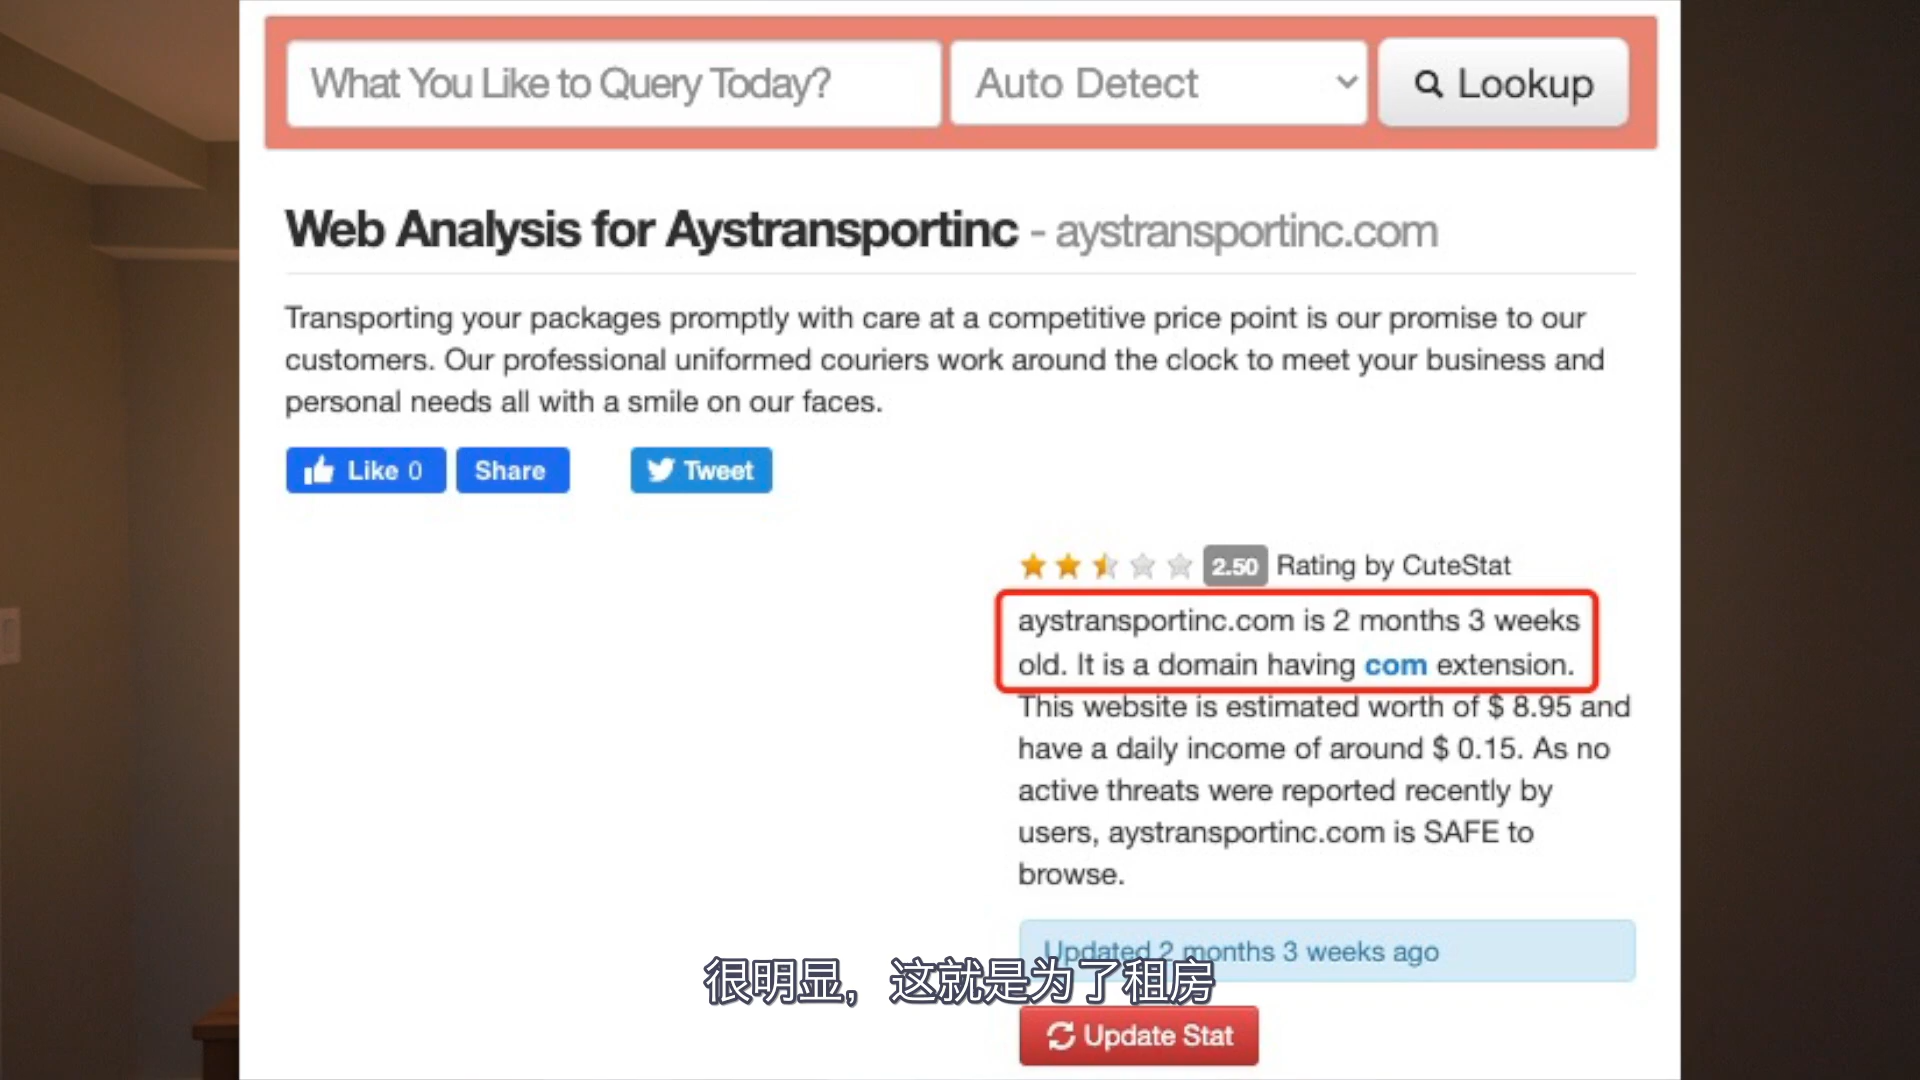 What You Like to Query Today?
Auto Detect
Lookup
Web Analysis for Aystransportinc - aystransportinc.com
Transporting your packages promptly with care at a competitive price point is our promise to our
customers. Our professional uniformed couriers work around the clock to meet your business and
personal needs all with a smile on our faces.
Like 0
Share
Tweet
2.50 Rating by CuteStat
aystransportinc.com is 2 months 3 weeks
old. It is a domain having com extension.
This website is estimated worth of $ 8.95 and
have a daily income of around $ 0.15. As no
active threats were reported recently by
users, aystransportinc.com is SAFE to
browse.
Updated 2 months 3 weeks ago
很明显，这就是为了租房
Update Stat